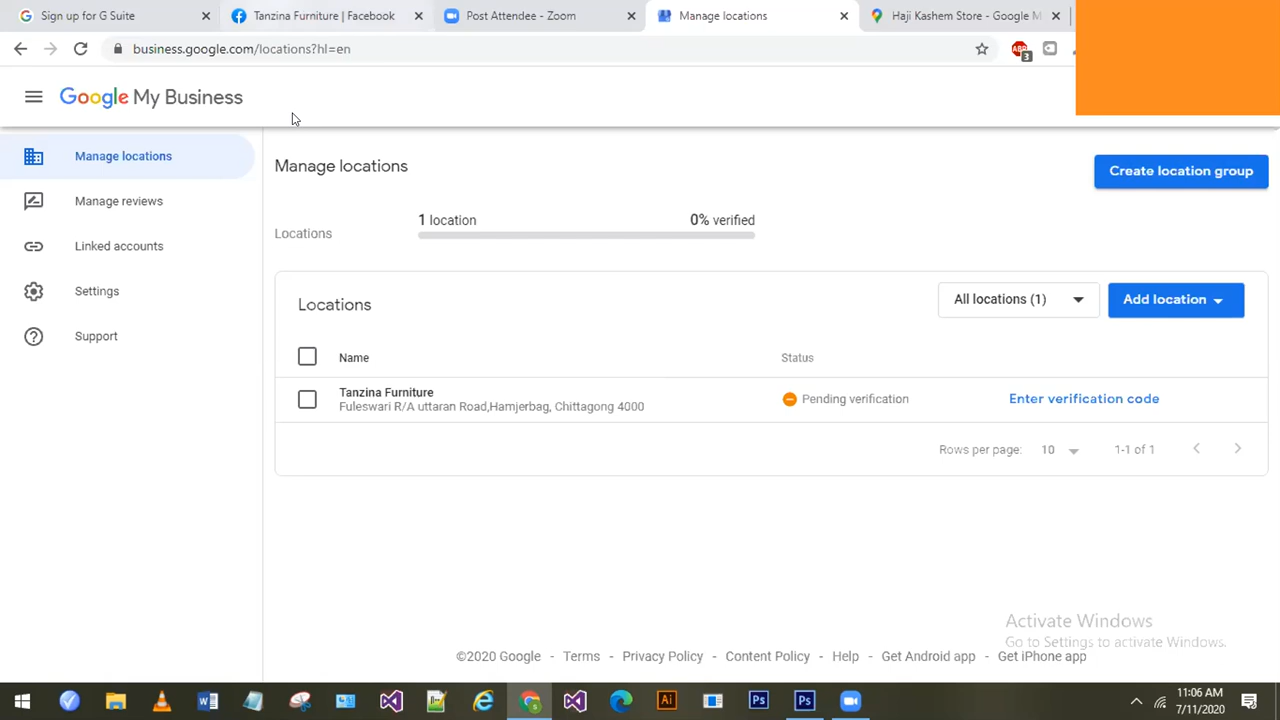 Sign up for G Suite
Tanzina Furniture | Facebook
Post Attendee - Zoom
Manage locations
Haji Kashem Store - Google M
business.google.com/locations?hl=en
ABP
3
Google My Business
Manage locations
Manage reviews
Linked accounts
Settings
Support
Manage locations
Create location group
Locations
1 location
0% verified
Locations
All locations (1)
Add location
Name
Status
Tanzina Furniture
Fuleswari R/A uttaran Road,Hamjerbag, Chittagong 4000
Pending verification
Enter verification code
Rows per page:
10
1-1 of 1
Activate Windows
Go to Settings to activate Windows.
©2020 Google - Terms - Privacy Policy - Content Policy - Help - Get Android app - Get iPhone app
Ai
Ps
Ps
11:06 AM
7/11/2020